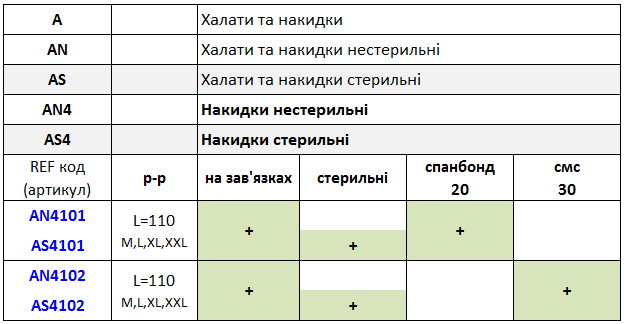 A Халати та накидки
AN Халати та накидки нестерильні
AS Халати та накидки стерильні
AN4 Накидки нестерильні
AS4 Накидки стерильні
REF код (артикул) р-р на зав'язках стерильні спанбонд 20 смс 30
AN4101 L=110 + +
AS4101 M,L,XL,XXL +
AN4102 L=110 + +
AS4102 M,L,XL,XXL +